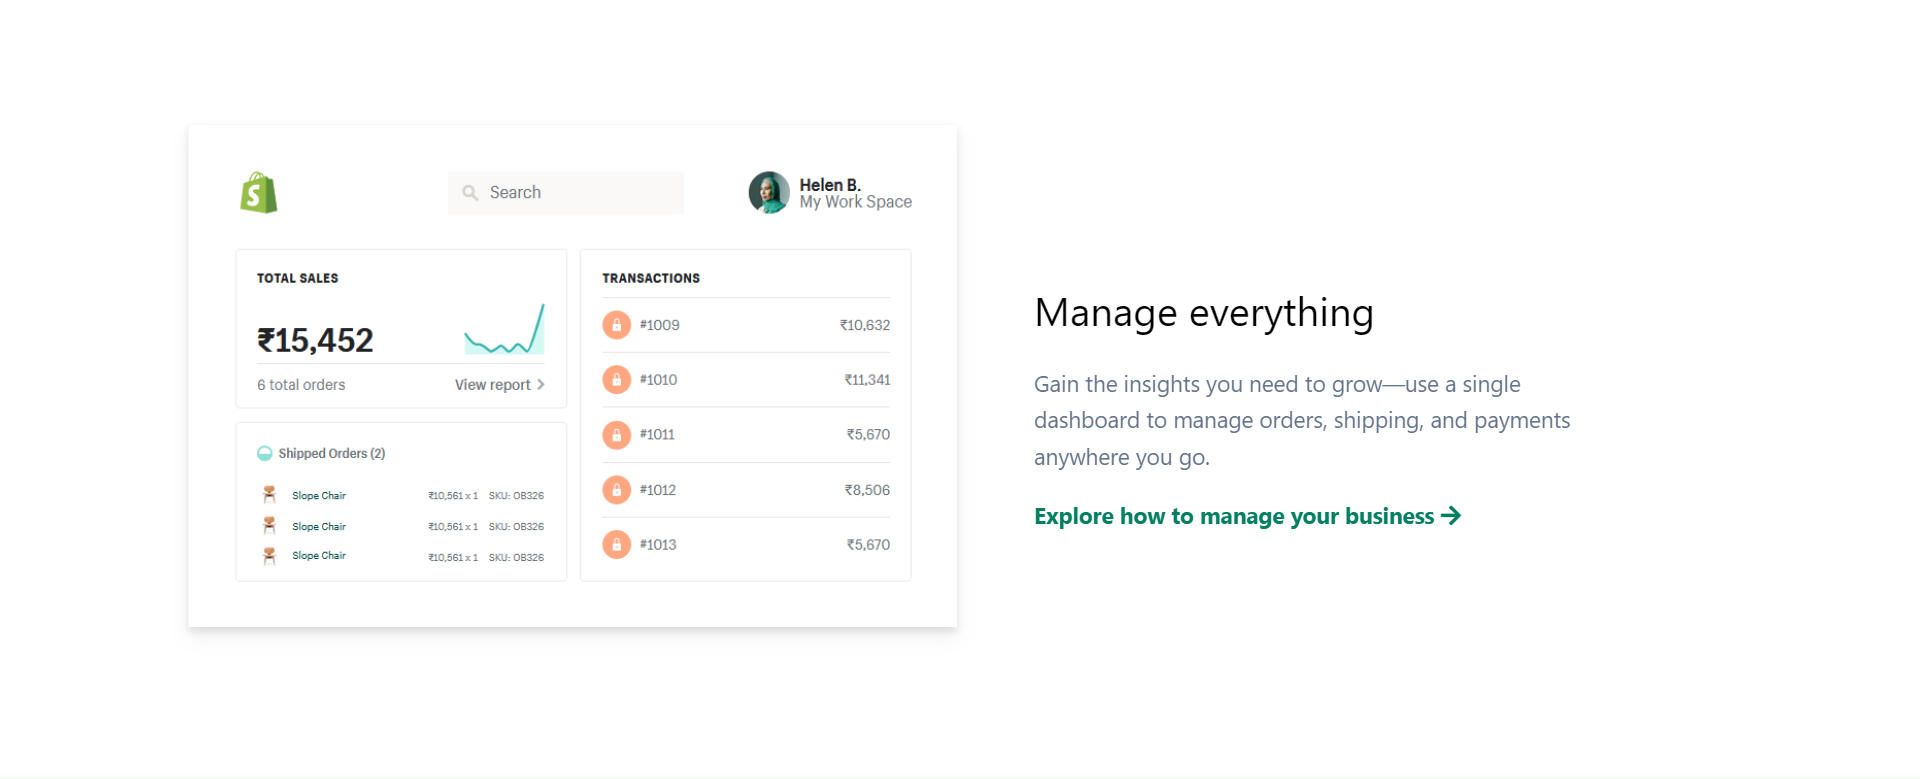 Search
Helen B.
My Work Space
TOTAL SALES
₹15,452
6 total orders
View report
Shipped Orders (2)
Slope Chair ₹10,561 x 1 SKU: OB326
Slope Chair ₹10,561 x 1 SKU: OB326
Slope Chair ₹10,561 x 1 SKU: OB326
TRANSACTIONS
#1009 ₹10,632
#1010 ₹11,341
#1011 ₹5,670
#1012 ₹8,506
#1013 ₹5,670
Manage everything
Gain the insights you need to grow—use a single
dashboard to manage orders, shipping, and payments
anywhere you go.
Explore how to manage your business